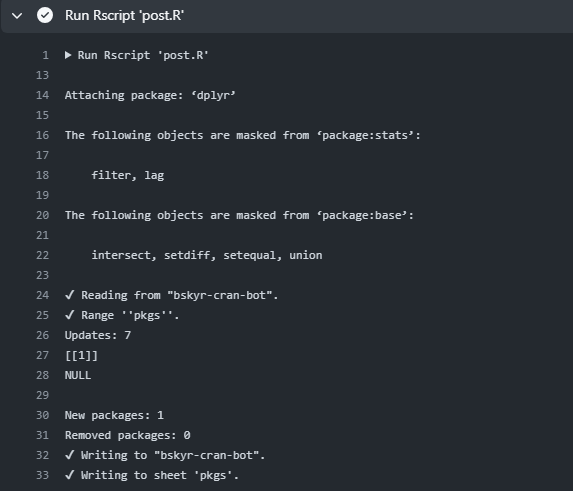 Run Rscript 'post.R'
1 ▶ Run Rscript 'post.R'
13
14 Attaching package: ‘dplyr’
15
16 The following objects are masked from ‘package:stats’:
17
18     filter, lag
19
20 The following objects are masked from ‘package:base’:
21
22     intersect, setdiff, setequal, union
23
24 ✓ Reading from "bskyr-cran-bot".
25 ✓ Range ''pkgs''.
26 Updates: 7
27 [[1]]
28 NULL
29
30 New packages: 1
31 Removed packages: 0
32 ✓ Writing to "bskyr-cran-bot".
33 ✓ Writing to sheet 'pkgs'.